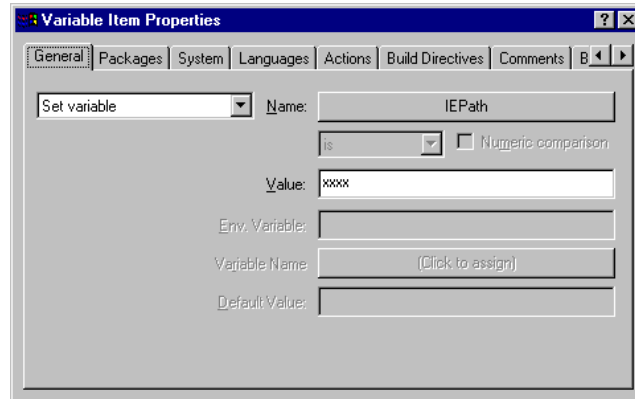 Variable Item Properties
General Packages System Languages Actions Build Directives Comments B
Set variable Name: IEPath
is Numeric comparison
Value: xxxx
Env. Variable:
Variable Name (Click to assign)
Default Value: